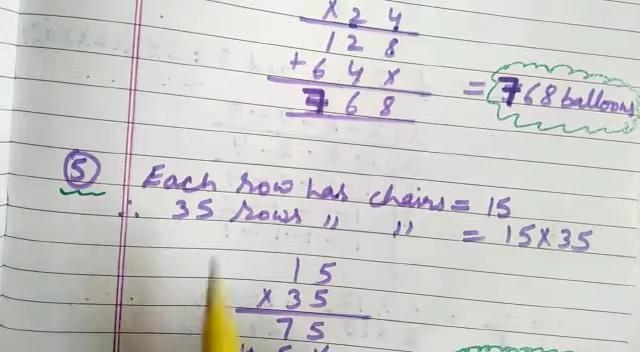 × 2 4
1 2 8
+ 6 4 ×
7 6 8 = 768 balloons
5 Each row has chairs = 15
∴ 35 rows " " = 15×35
1 5
× 3 5
7 5